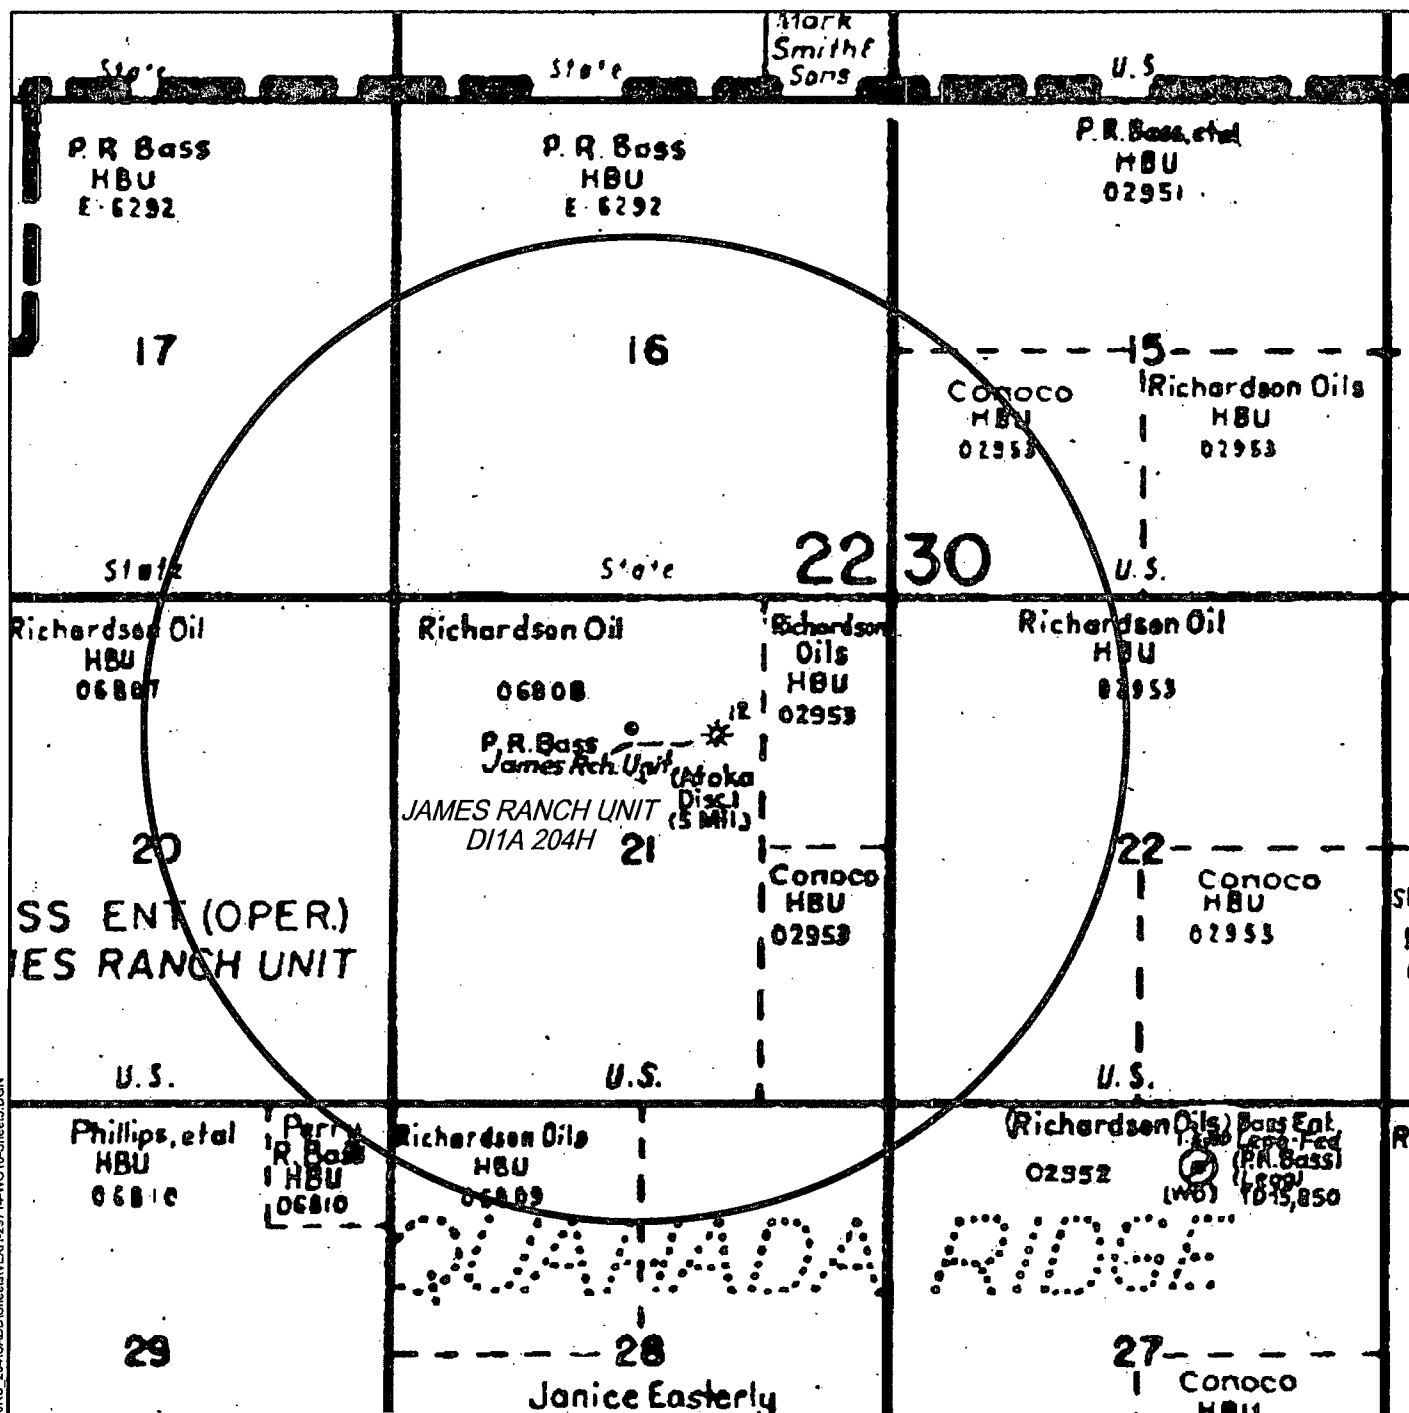 Mark
Smith &
Sons
State
State
U.S.
P. R. Bass
HBU
E-6292
P. R. Bass
HBU
E-6292
P. R. Bass, etal
HBU
02951
17
16
15
Conoco
HBU
02953
Richardson Oils
HBU
02953
State
State
22 30
U.S.
Richardson Oil
HBU
06807
Richardson Oil
06808
Richardson
Oils
HBU
02953
Richardson Oil
HBU
02953
12
P. R. Bass
James Rch. Unit
(Atoka
Disc.)
(5 Mil.)
JAMES RANCH UNIT
DI1A 204H
20
21
22
Conoco
HBU
02953
Conoco
HBU
02953
SS ENT (OPER.)
ES RANCH UNIT
U.S.
U.S.
U.S.
Phillips, etal
HBU
06810
Perry
R. Bass
HBU
06810
Richardson Oils
HBU
06809
(Richardson Oils)
02952
Bass Ent.
Legg-Fed
(P.R. Bass)
(Legg)
(WO) TD15,850
QUAHADA RIDGE
29
28
27
Janice Easterly
Conoco
HBU